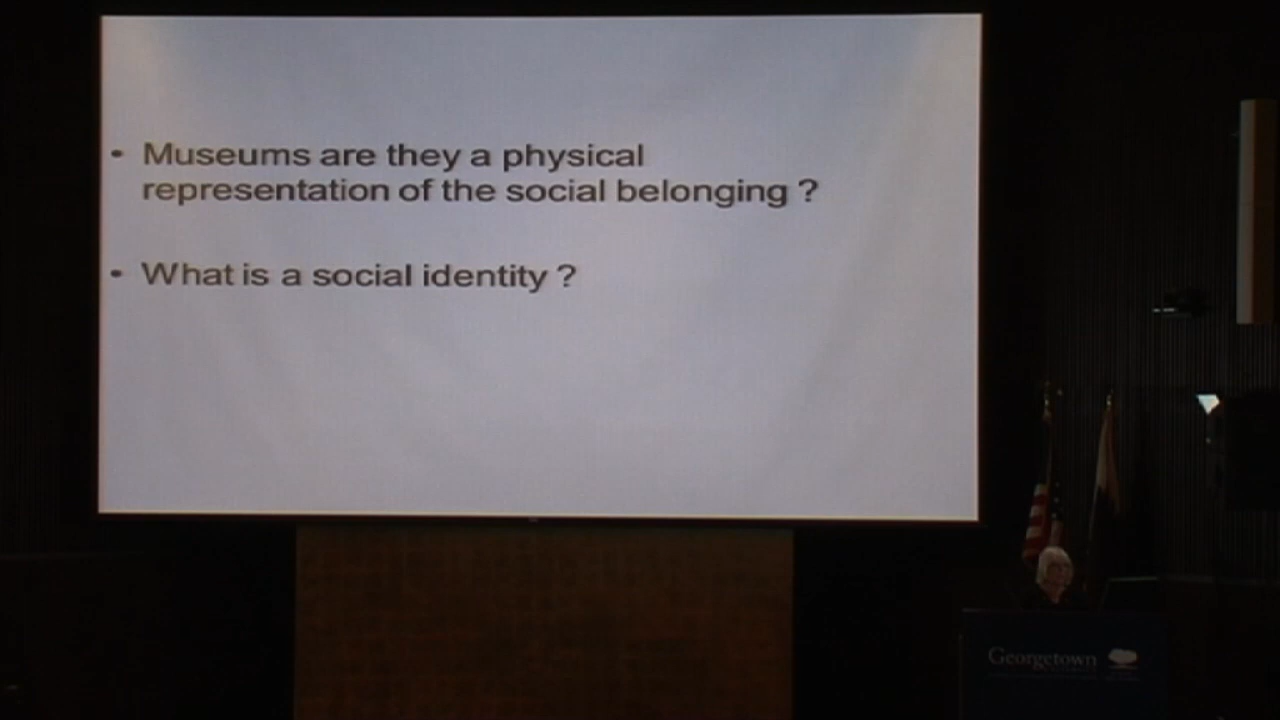 • Museums are they a physical
representation of the social belonging ?
• What is a social identity ?
Georgetown